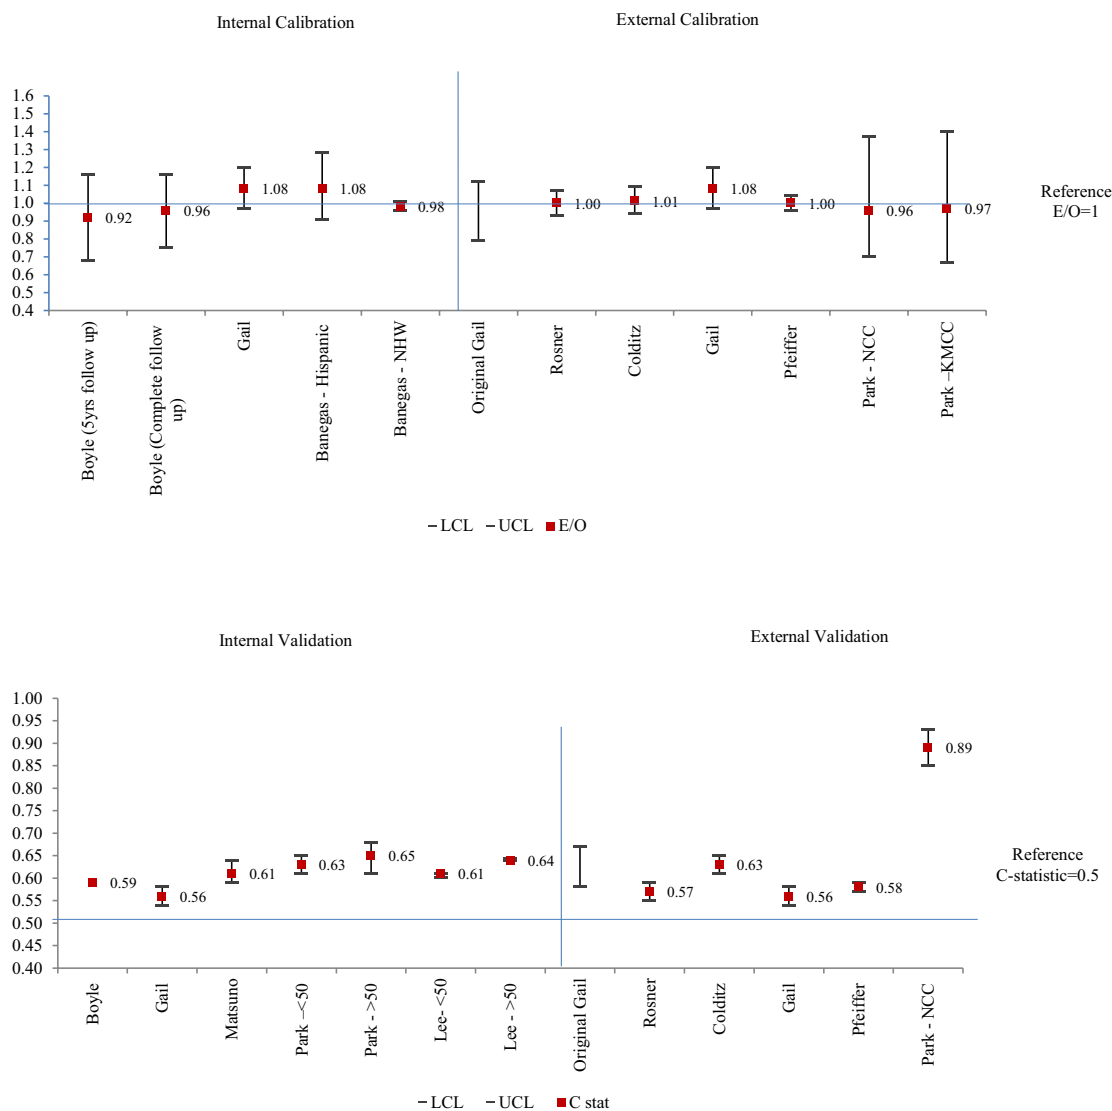 Internal Calibration
External Calibration
1.6
1.5
1.4
1.3
1.2
1.1
1.0
0.9
0.8
0.7
0.6
0.5
0.4
0.92
0.96
1.08
1.08
0.98
1.00
1.01
1.08
1.00
0.96
0.97
Reference
E/O=1
Boyle (5yrs follow up)
Boyle (Complete follow
up)
Gail
Banegas - Hispanic
Banegas - NHW
Original Gail
Rosner
Colditz
Gail
Pfeiffer
Park - NCC
Park –KMCC
LCL
UCL
E/O
Internal Validation
External Validation
1.00
0.95
0.90
0.85
0.80
0.75
0.70
0.65
0.60
0.55
0.50
0.45
0.40
0.59
0.56
0.61
0.63
0.65
0.61
0.64
0.57
0.63
0.56
0.58
0.89
Reference
C-statistic=0.5
Boyle
Gail
Matsuno
Park –<50
Park - >50
Lee- <50
Lee - >50
Original Gail
Rosner
Colditz
Gail
Pfeiffer
Park - NCC
LCL
UCL
C stat